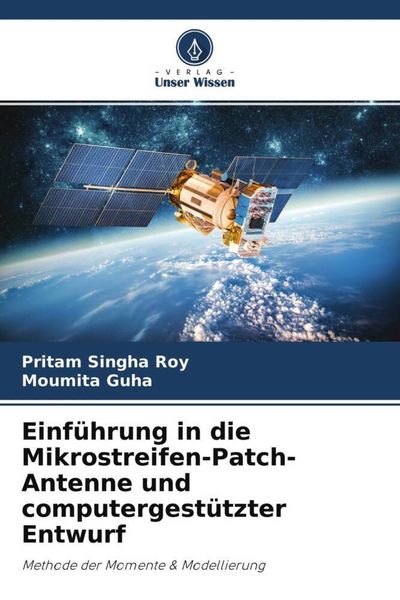 - VERLAG -
Unser Wissen
Pritam Singha Roy
Moumita Guha
Einführung in die
Mikrostreifen-Patch-
Antenne und
computergestützter
Entwurf
Methode der Momente & Modellierung